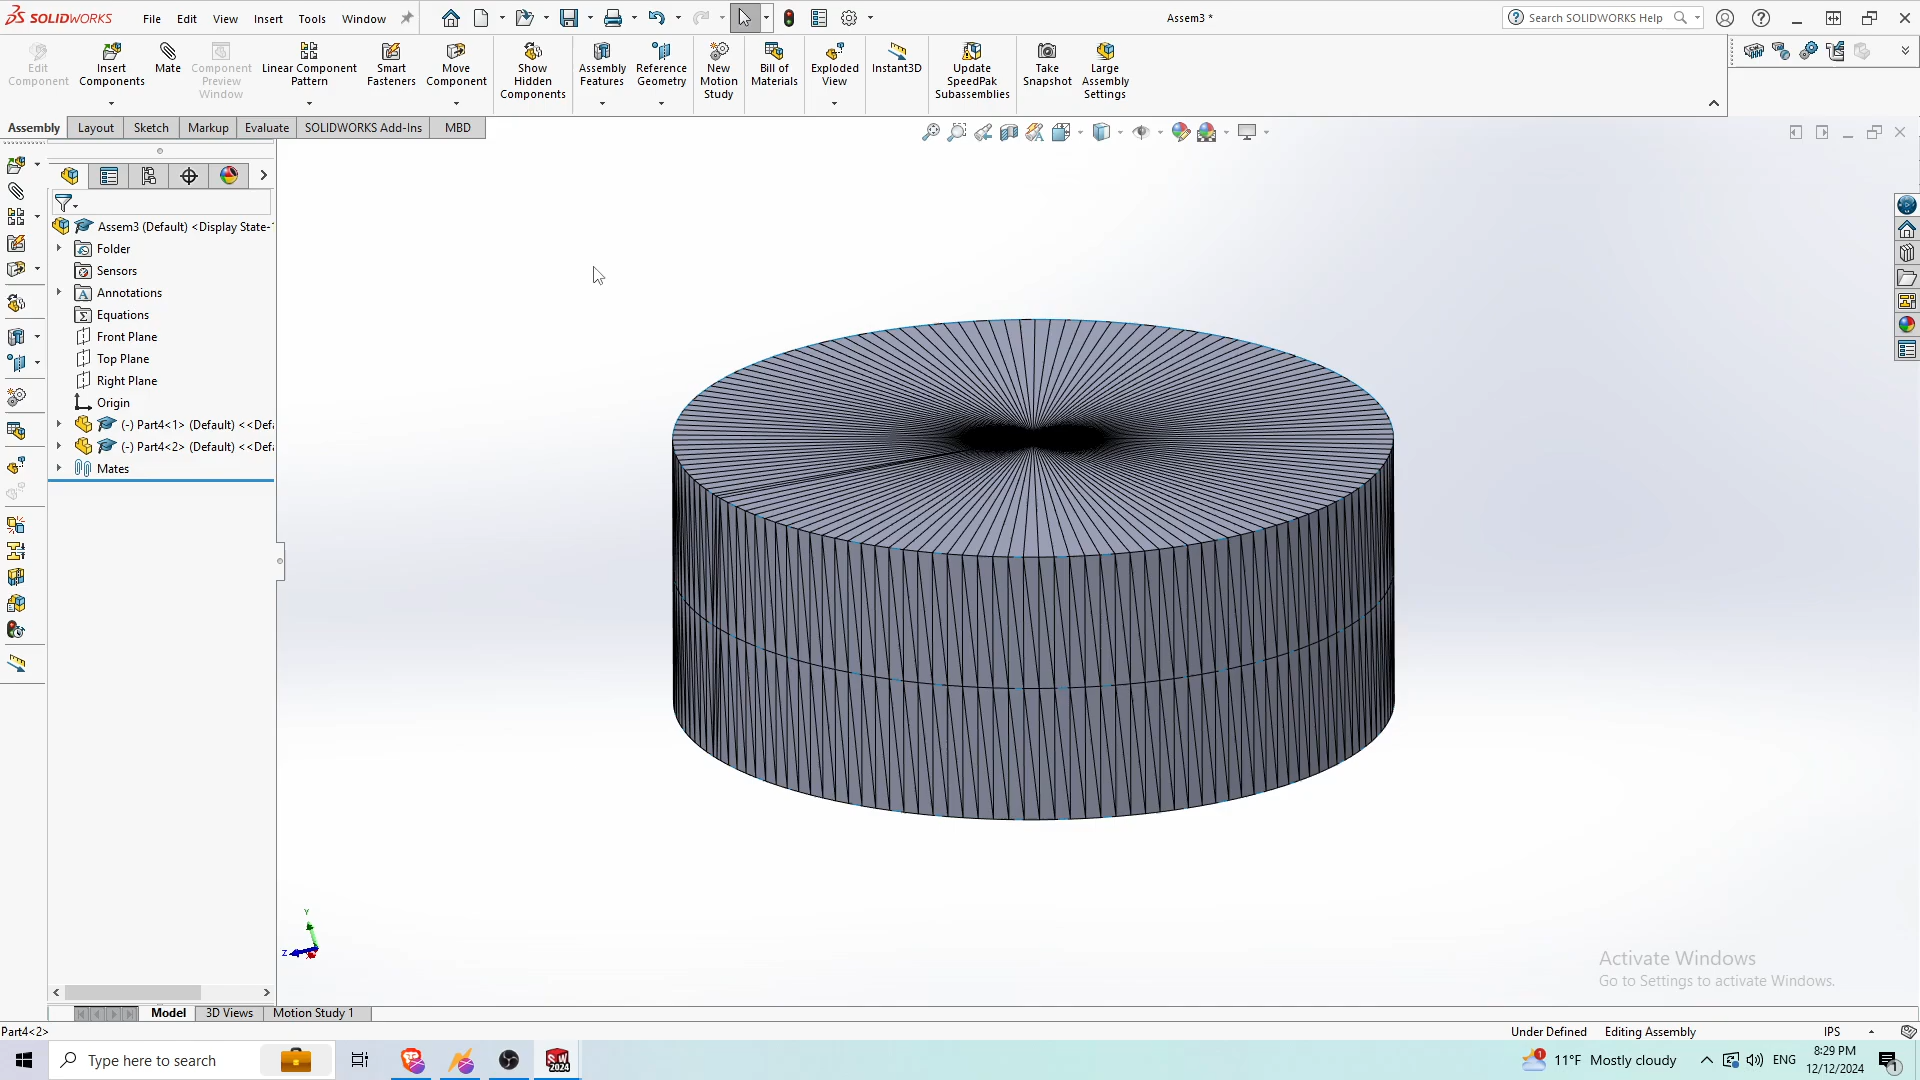 SOLIDWORKS File Edit View Insert Tools Window Assem3 * Search SOLIDWORKS Help
Edit Component
Insert Components
Mate
Component Preview Window
Linear Component Pattern
Smart Fasteners
Move Component
Show Hidden Components
Assembly Features
Reference Geometry
New Motion Study
Bill of Materials
Exploded View
Instant3D
Update SpeedPak Subassemblies
Take Snapshot
Large Assembly Settings
Assembly Layout Sketch Markup Evaluate SOLIDWORKS Add-Ins MBD
Assem3 (Default) <Display State-
Folder
Sensors
Annotations
Equations
Front Plane
Top Plane
Right Plane
Origin
(-) Part4<1> (Default) <<Def
(-) Part4<2> (Default) <<Def
Mates
Y
Z
Activate Windows
Go to Settings to activate Windows.
Model 3D Views Motion Study 1
Part4<2> Under Defined Editing Assembly IPS
Type here to search 11°F Mostly cloudy ENG 8:29 PM
12/12/2024